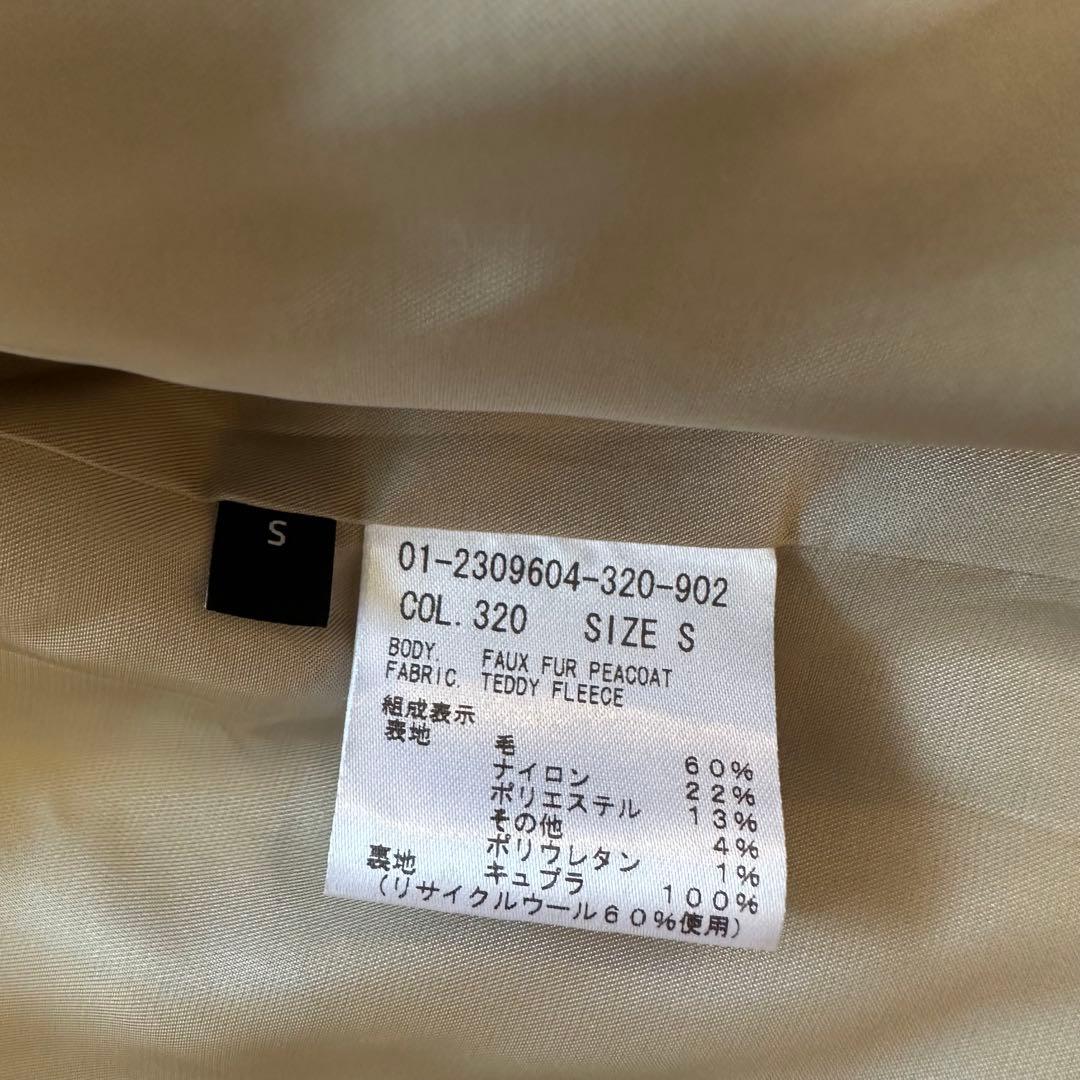 S
01-2309604-320-902
COL. 320 SIZE S
BODY. FAUX FUR PEACOAT
FABRIC. TEDDY FLEECE
組成表示
表地 毛 60%
ナイロン 22%
ポリエステル 13%
その他 4%
ポリウレタン 1%
裏地 キュプラ 100%
(リサイクルウール60%使用)